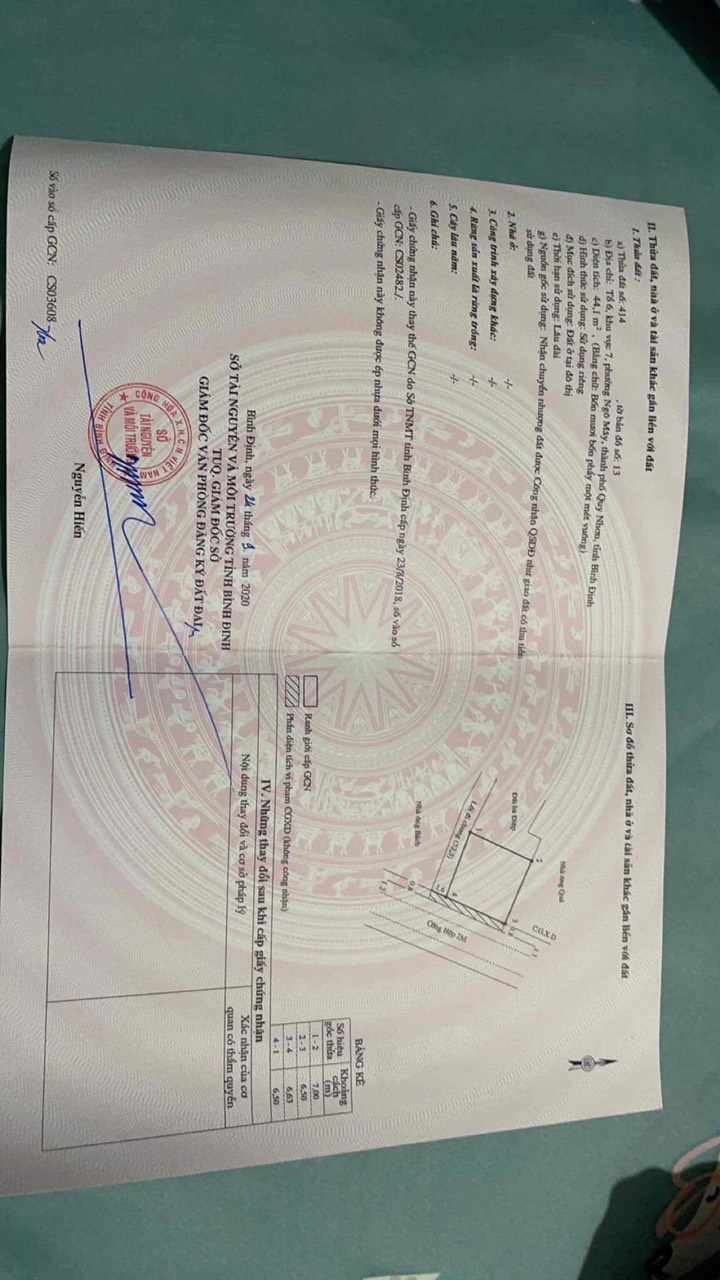 II. Thửa đất, nhà ở và tài sản khác gắn liền với đất
1. Thửa đất:
a) Thửa đất số: 414 , tờ bản đồ số: 13
b) Địa chỉ: Tổ 6, khu vực 7, phường Ngô Mây, thành phố Quy Nhơn, tỉnh Bình Định
c) Diện tích: 44,1 m². (Bằng chữ: Bốn mươi bốn phẩy một mét vuông)
d) Hình thức sử dụng: Sử dụng riêng
đ) Mục đích sử dụng: Đất ở tại đô thị
e) Thời hạn sử dụng: Lâu dài
g) Nguồn gốc sử dụng: Nhận chuyển nhượng đất được Công nhận QSDĐ như giao đất có thu tiền
sử dụng đất
2. Nhà ở: -/-
3. Công trình xây dựng khác: -/-
4. Rừng sản xuất là rừng trồng: -/-
5. Cây lâu năm: -/-
6. Ghi chú:
- Giấy chứng nhận này thay thế GCN do Sở TNMT tỉnh Bình Định cấp ngày 23/8/2018, số vào sổ
cấp GCN: CS02482./.
- Giấy chứng nhận này không được ép nhựa dưới mọi hình thức.
Bình Định, ngày 24 tháng năm 2020
SỞ TÀI NGUYÊN VÀ MÔI TRƯỜNG TỈNH BÌNH ĐỊNH
TUQ. GIÁM ĐỐC SỞ
GIÁM ĐỐC VĂN PHÒNG ĐĂNG KÝ ĐẤT ĐAI
CỘNG HÒA X.H.C.N VIỆT NAM
SỞ
TÀI NGUYÊN
VÀ MÔI TRƯỜNG
TỈNH BÌNH ĐỊNH
Nguyễn Hiến
Số vào sổ cấp GCN: CS03608
III. Sơ đồ thửa đất, nhà ở và tài sản khác gắn liền với đất
Nhà ông Quá
Đất bà Điệp
CGXD
Nhà ông Bách
Cống Hộp 2M
1
2
3
4
Ranh giới cấp GCN
Phần diện tích vi phạm CGXD (không công nhận)
BẢNG KÊ
Số hiệu góc thửa Khoảng cách (m)
1 - 2 7,00
2 - 3 6,50
3 - 4 6,63
4 - 1 6,50
IV. Những thay đổi sau khi cấp giấy chứng nhận
Nội dung thay đổi và cơ sở pháp lý
Xác nhận của cơ
quan có thẩm quyền